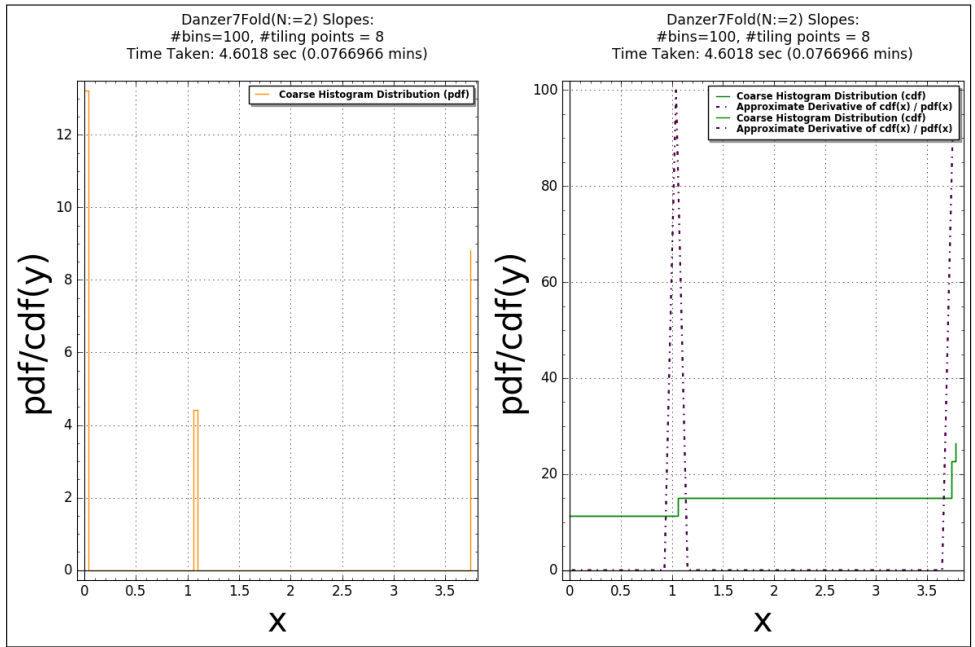 Danzer7Fold(N:=2) Slopes:
#bins=100, #tiling points = 8
Time Taken: 4.6018 sec (0.0766966 mins)
Coarse Histogram Distribution (pdf)
pdf/cdf(y)
12
10
8
6
4
2
0
0 0.5 1 1.5 2 2.5 3 3.5
x
Danzer7Fold(N:=2) Slopes:
#bins=100, #tiling points = 8
Time Taken: 4.6018 sec (0.0766966 mins)
Coarse Histogram Distribution (cdf)
Approximate Derivative of cdf(x) / pdf(x)
Coarse Histogram Distribution (cdf)
Approximate Derivative of cdf(x) / pdf(x)
pdf/cdf(y)
100
80
60
40
20
0
0 0.5 1 1.5 2 2.5 3 3.5
x